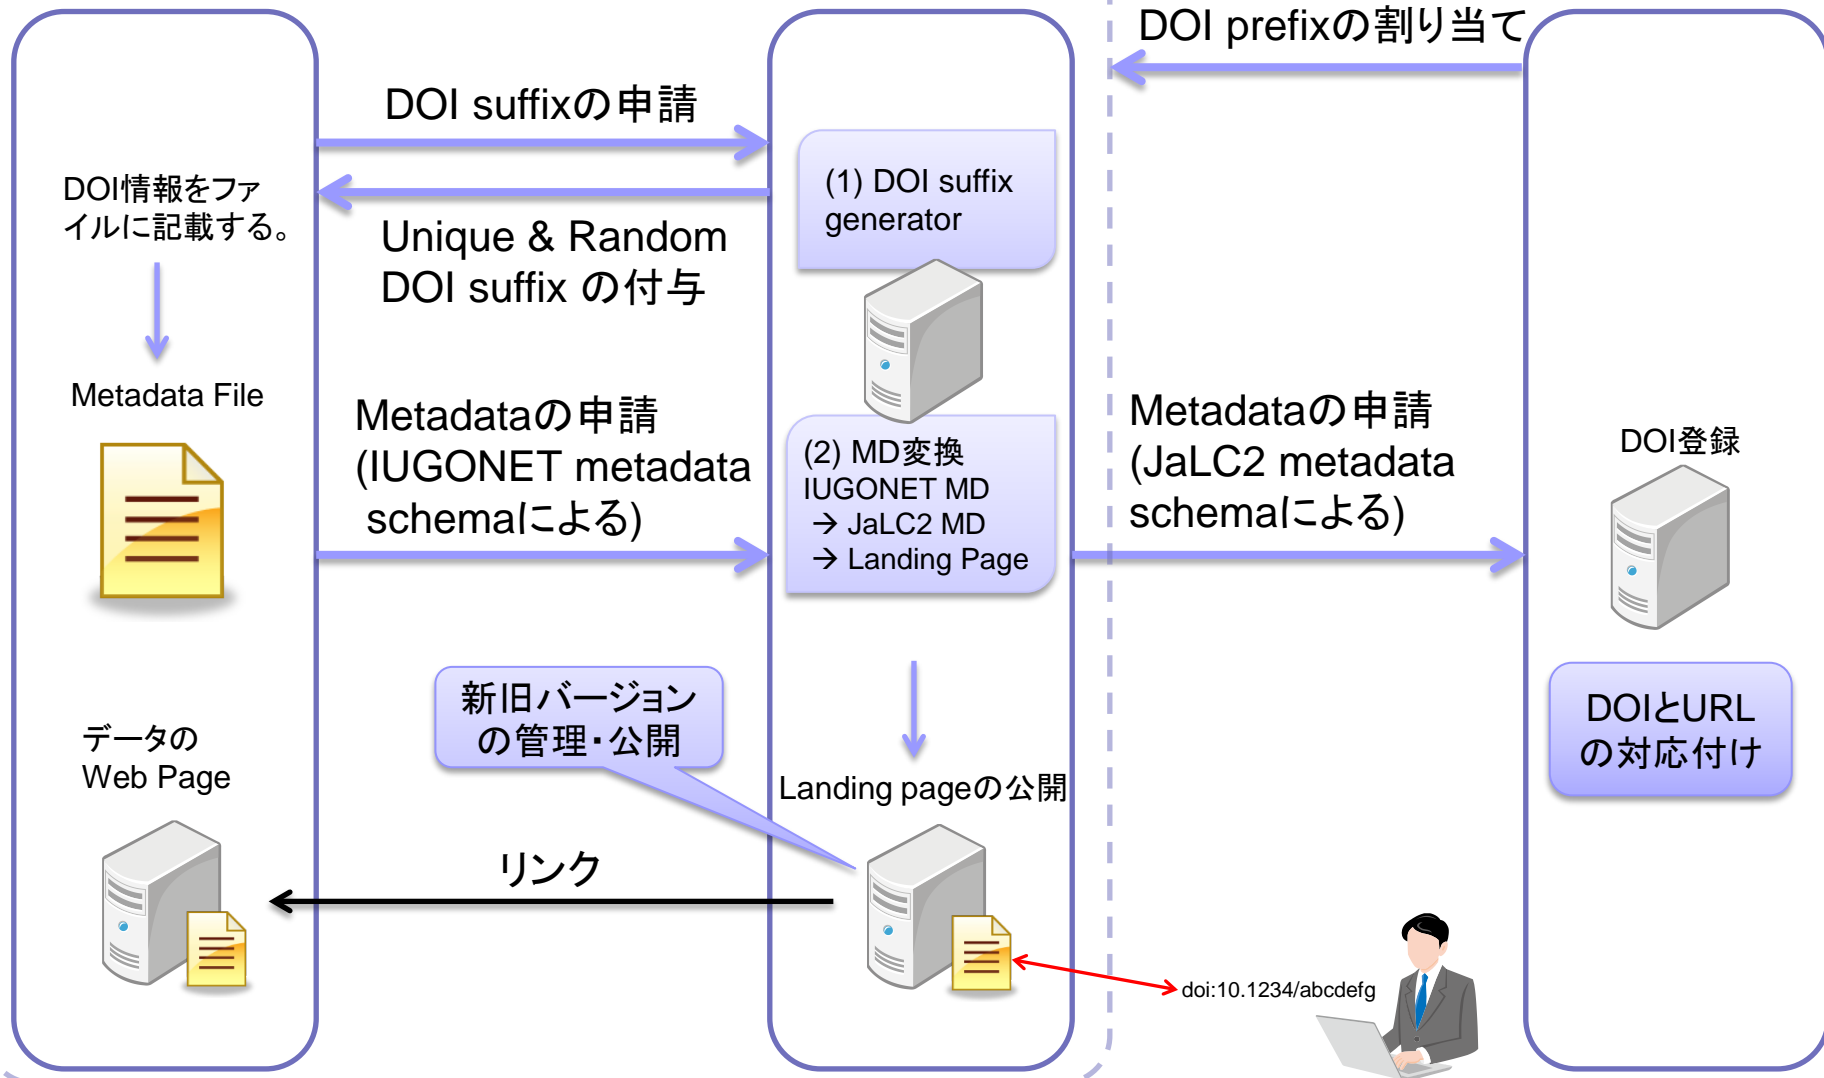 DOI prefixの割り当て
DOI suffixの申請
DOI情報をファ
イルに記載する。
(1) DOI suffix
generator
Unique & Random
DOI suffix の付与
Metadata File
Metadataの申請
(IUGONET metadata
schemaによる)
(2) MD変換
IUGONET MD
→ JaLC2 MD
→ Landing Page
Metadataの申請
(JaLC2 metadata
schemaによる)
DOI登録
新旧バージョン
の管理・公開
DOIとURL
の対応付け
データの
Web Page
Landing pageの公開
リンク
doi:10.1234/abcdefg